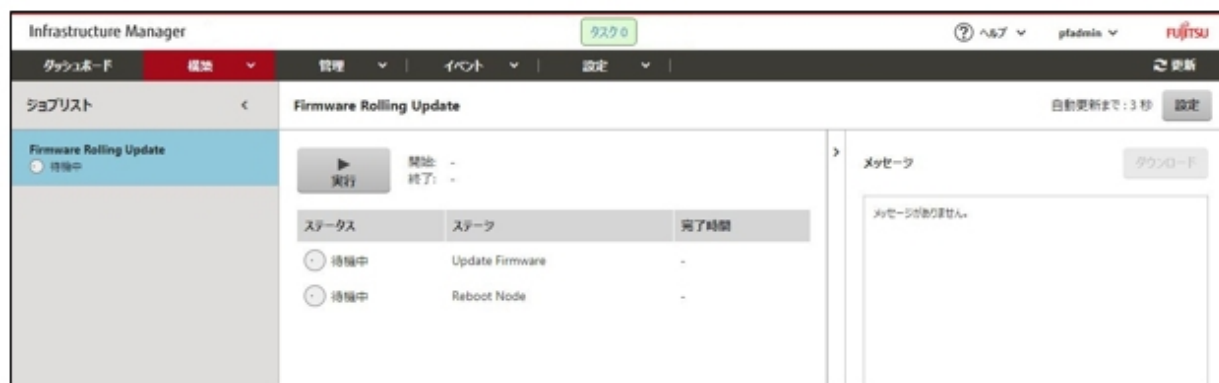 Infrastructure Manager
タスク 0
ヘルプ
pfadmin
FUJITSU
ダッシュボード
構築
管理
イベント
設定
更新
ジョブリスト
Firmware Rolling Update
自動更新まで : 3 秒
設定
Firmware Rolling Update
待機中
実行
開始: -
終了: -
メッセージ
ダウンロード
メッセージがありません。
ステータス ステージ 完了時間
待機中 Update Firmware -
待機中 Reboot Node -